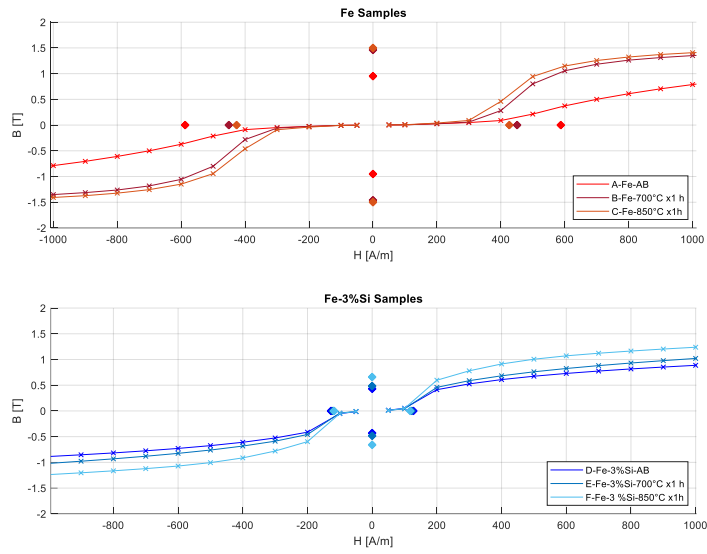 Fe Samples
2
1.5
1
0.5
0
-0.5
-1
-1.5
-2
B [T]
-1000 -800 -600 -400 -200 0 200 400 600 800 1000
H [A/m]
A-Fe-AB
B-Fe-700°C x1 h
C-Fe-850°C x1h
Fe-3%Si Samples
2
1.5
1
0.5
0
-0.5
-1
-1.5
-2
B [T]
-800 -600 -400 -200 0 200 400 600 800 1000
H [A/m]
D-Fe-3%Si-AB
E-Fe-3%Si-700°C x1 h
F-Fe-3 %Si-850°C x1h